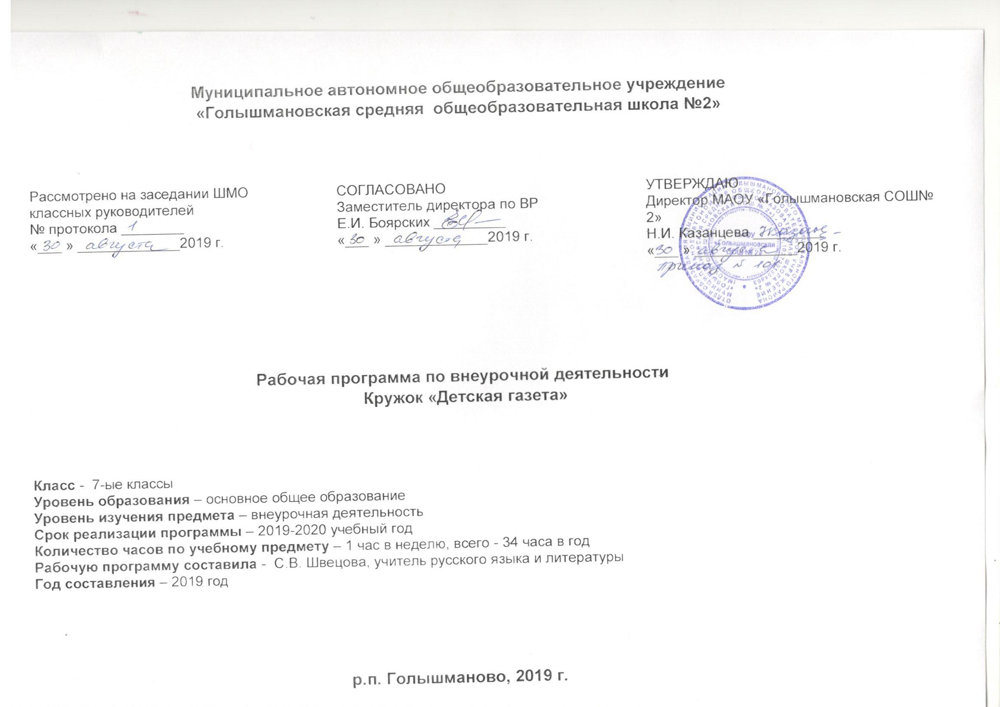 Муниципальное автономное общеобразовательное учреждение
«Голышмановская средняя общеобразовательная школа №2»
Рассмотрено на заседании ШМО
классных руководителей
№ протокола 1
«30» августа 2019 г.
СОГЛАСОВАНО
Заместитель директора по ВР
Е.И. Боярских
«30» августа 2019 г.
УТВЕРЖДАЮ
Директор МАОУ «Голышмановская СОШ№
2»
Н.И. Казанцева
«30» августа 2019 г.
приказ № 101
«Голышмановская
СОШ № 2»
Рабочая программа по внеурочной деятельности
Кружок «Детская газета»
Класс - 7-ые классы
Уровень образования – основное общее образование
Уровень изучения предмета – внеурочная деятельность
Срок реализации программы – 2019-2020 учебный год
Количество часов по учебному предмету – 1 час в неделю, всего - 34 часа в год
Рабочую программу составила - С.В. Швецова, учитель русского языка и литературы
Год составления – 2019 год
р.п. Голышманово, 2019 г.